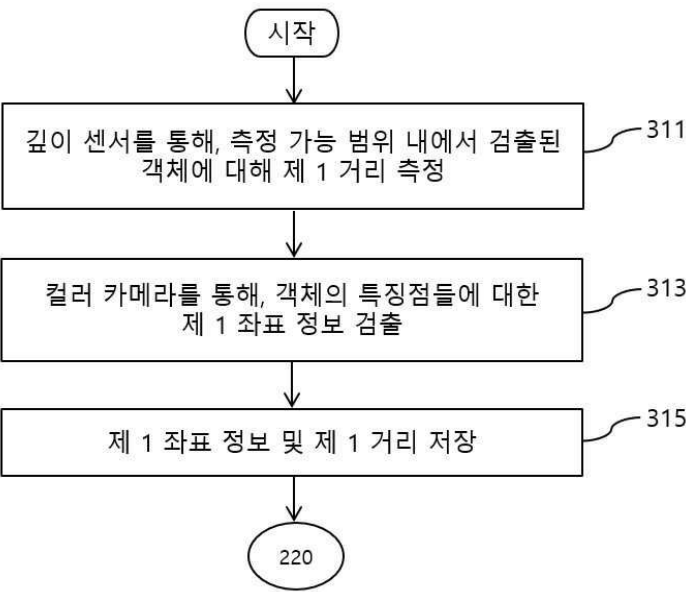 시작
깊이 센서를 통해, 측정 가능 범위 내에서 검출된
객체에 대해 제 1 거리 측정
311
컬러 카메라를 통해, 객체의 특징점들에 대한
제 1 좌표 정보 검출
313
제 1 좌표 정보 및 제 1 거리 저장
315
220